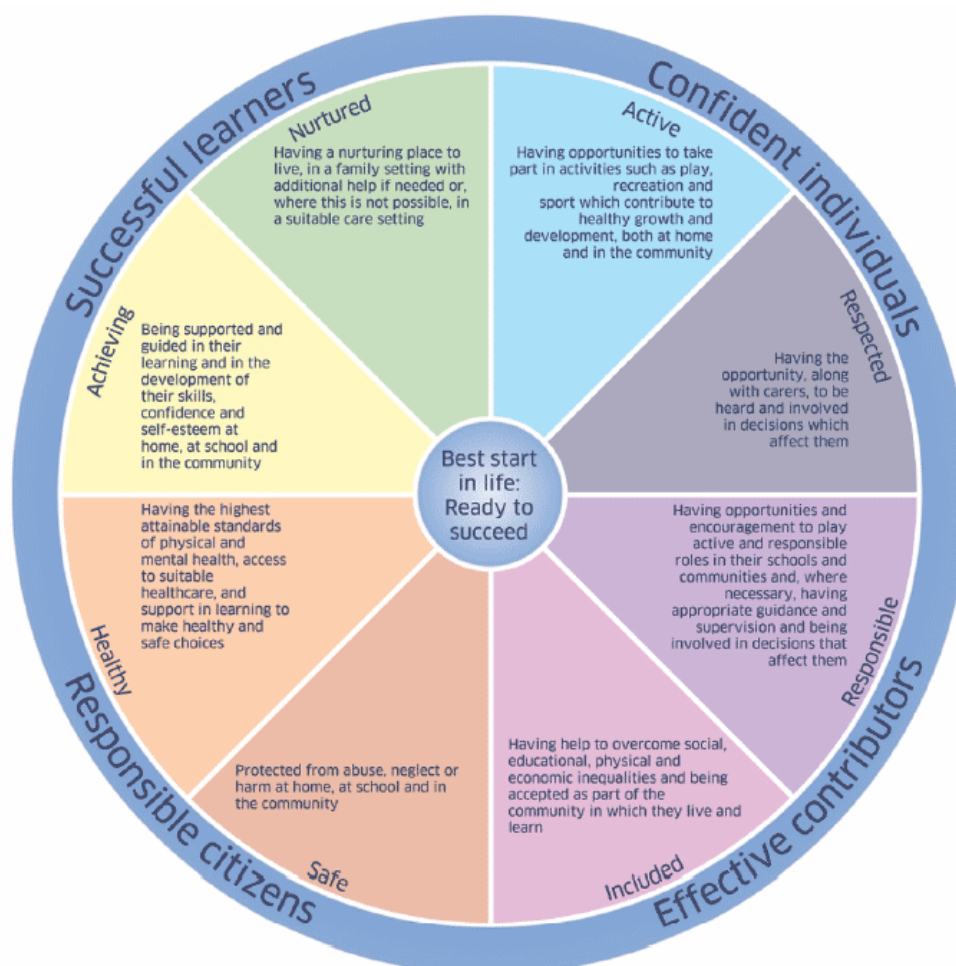 Successful learners
Confident individuals
Nurtured
Having a nurturing place to
live, in a family setting with
additional help if needed or,
where this is not possible, in
a suitable care setting
Active
Having opportunities to take
part in activities such as play,
recreation and
sport which contribute to
healthy growth and
development, both at home
and in the community
Achieving
Being supported and
guided in their
learning and in the
development of
their skills,
confidence and
self-esteem at
home, at school and
in the community
Respected
Having the
opportunity, along
with carers, to be
heard and involved
in decisions which
affect them
Best start
in life:
Ready to
succeed
Healthy
Having the highest
attainable standards
of physical and
mental health, access
to suitable
healthcare, and
support in learning to
make healthy and
safe choices
Having opportunities and
encouragement to play
active and responsible
roles in their schools and
communities and, where
necessary, having
appropriate guidance and
supervision and being
involved in decisions that
affect them
Responsible
Protected from abuse, neglect or
harm at home, at school and in
the community
Safe
Having help to overcome social,
educational, physical and
economic inequalities and being
accepted as part of the
community in which they live and
learn
Included
Responsible citizens
Effective contributors